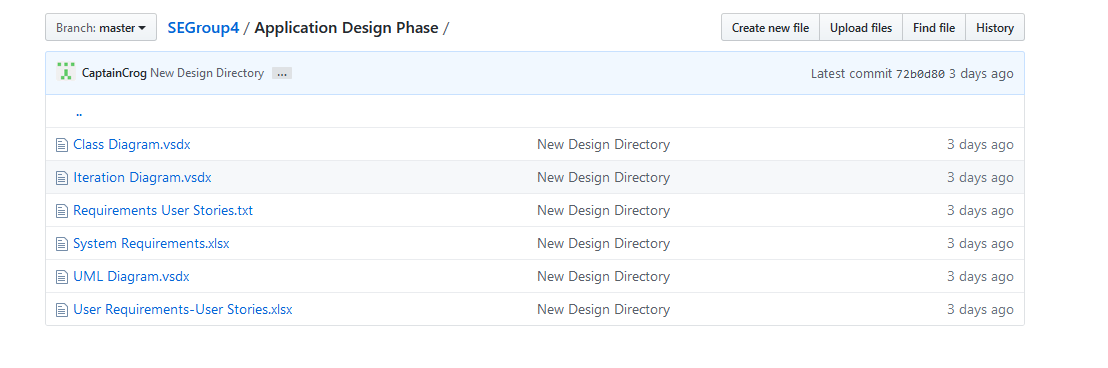 Branch: master SEGroup4 / Application Design Phase / Create new file Upload files Find file History
CaptainCrog New Design Directory ... Latest commit 72b0d80 3 days ago
..
Class Diagram.vsdx New Design Directory 3 days ago
Iteration Diagram.vsdx New Design Directory 3 days ago
Requirements User Stories.txt New Design Directory 3 days ago
System Requirements.xlsx New Design Directory 3 days ago
UML Diagram.vsdx New Design Directory 3 days ago
User Requirements-User Stories.xlsx New Design Directory 3 days ago